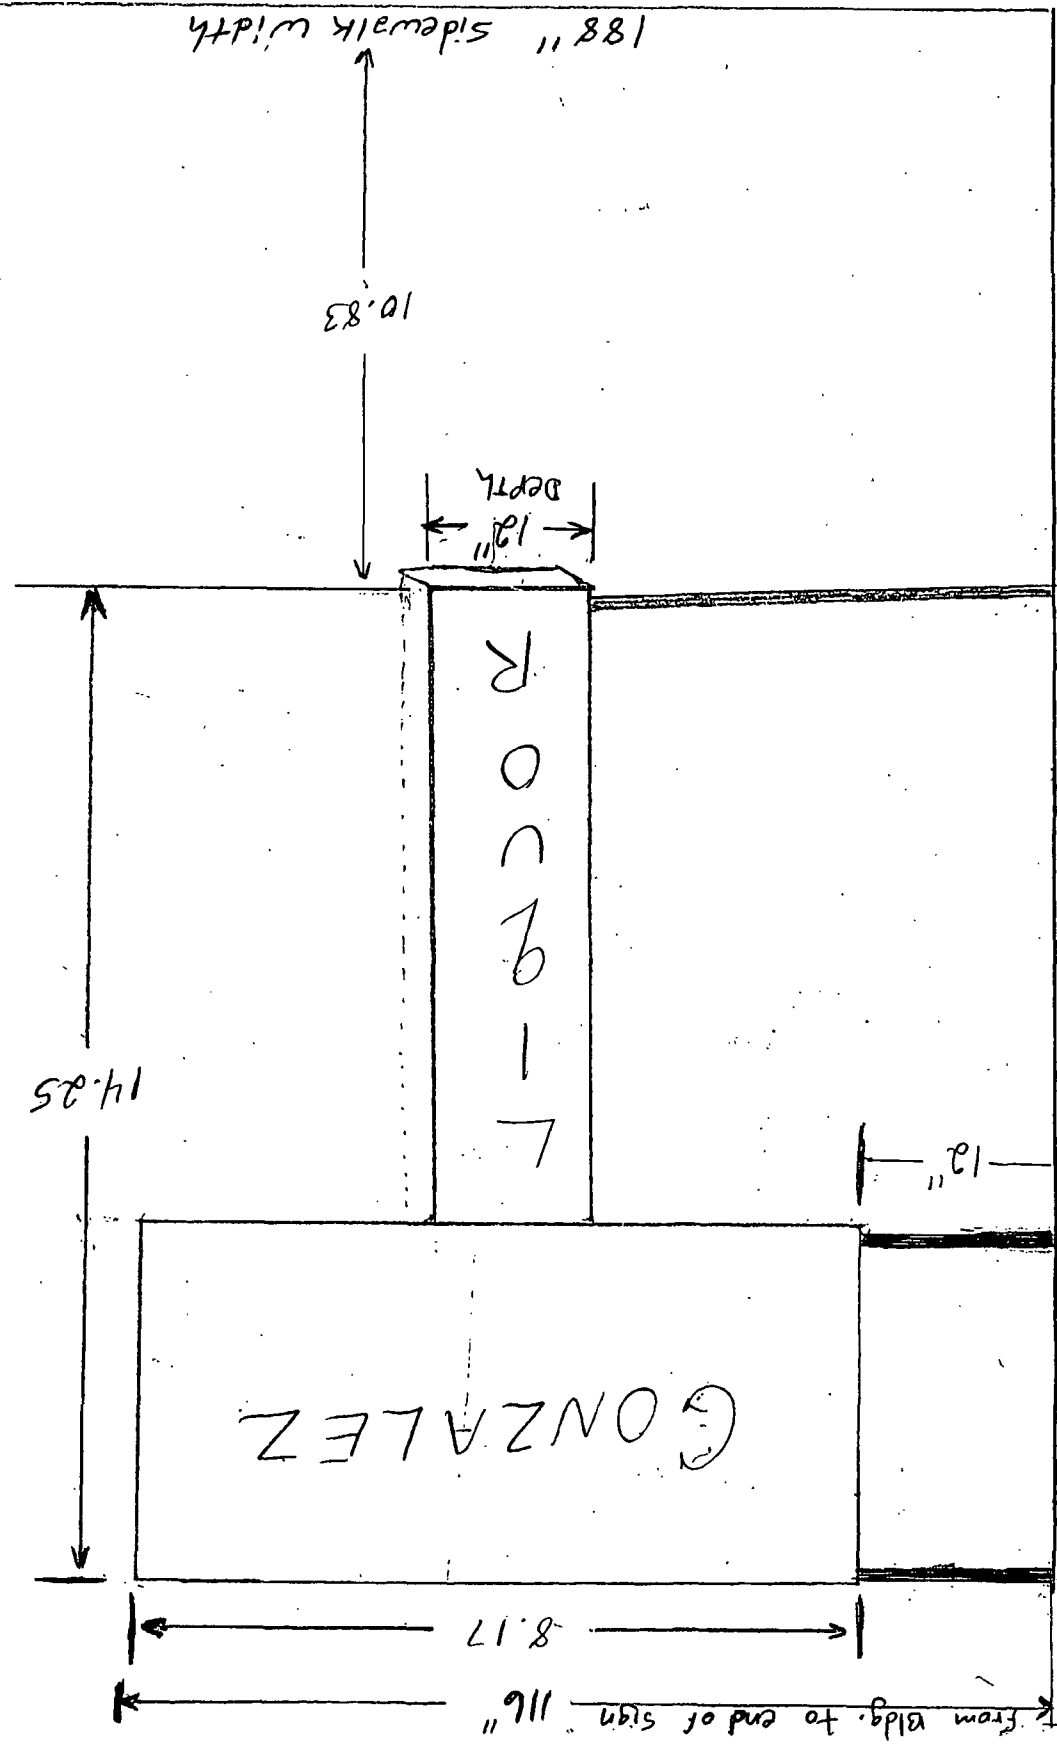 from Bldg. to end of sign 116"
8.17
GONZALEZ
12"
14.25
L
I
Q
U
O
R
12"
Depth
10.83
188" Sidewalk width